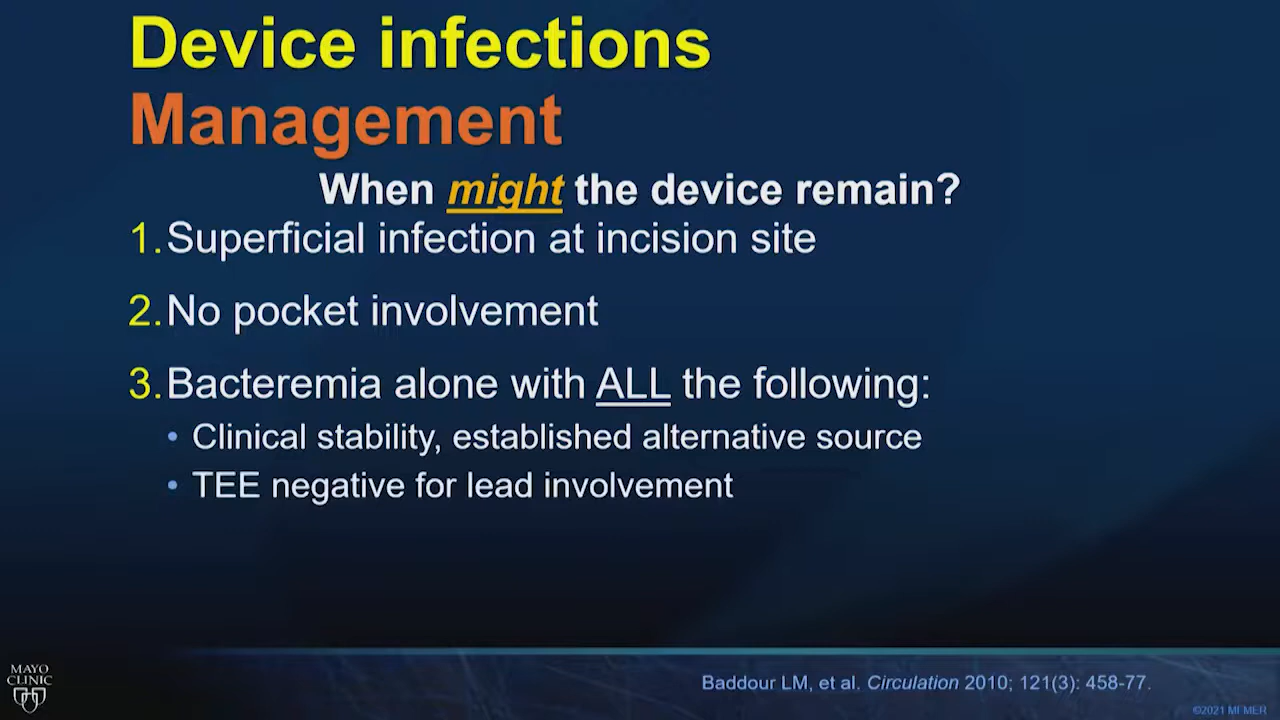 Device infections
Management
When might the device remain?
1. Superficial infection at incision site
2. No pocket involvement
3. Bacteremia alone with ALL the following:
• Clinical stability, established alternative source
• TEE negative for lead involvement
MAYO
CLINIC
Baddour LM, et al. Circulation 2010; 121(3): 458-77.
©2021 MFMER